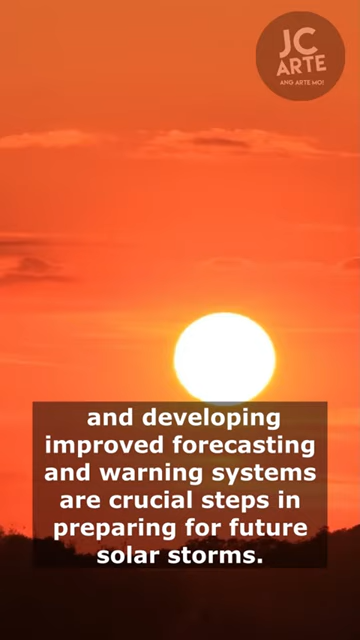 JC
ARTE
ANG ARTE MO!
and developing
improved forecasting
and warning systems
are crucial steps in
preparing for future
solar storms.